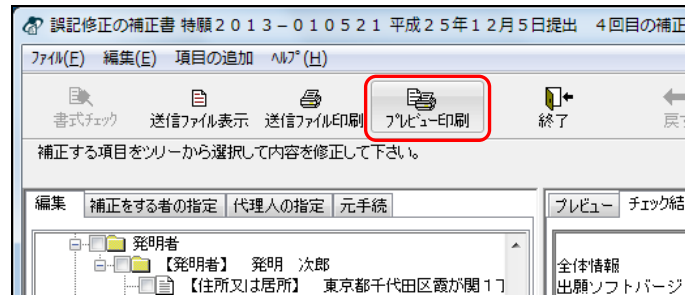 誤記修正の補正書 特願２０１３－０１０５２１ 平成２５年１２月５日提出 ４回目の補正
ﾌｧｲﾙ(F) 編集(E) 項目の追加 ﾍﾙﾌﾟ(H)
書式ﾁｪｯｸ 送信ﾌｧｲﾙ表示 送信ﾌｧｲﾙ印刷 ﾌﾟﾚﾋﾞｭｰ印刷 終了 戻す
補正する項目をツリーから選択して内容を修正して下さい。
編集 補正をする者の指定 代理人の指定 元手続 プレビュー チェック結
発明者
【発明者】 発明 次郎
【住所又は居所】 東京都千代田区霞が関１丁
全体情報
出願ソフトバージ